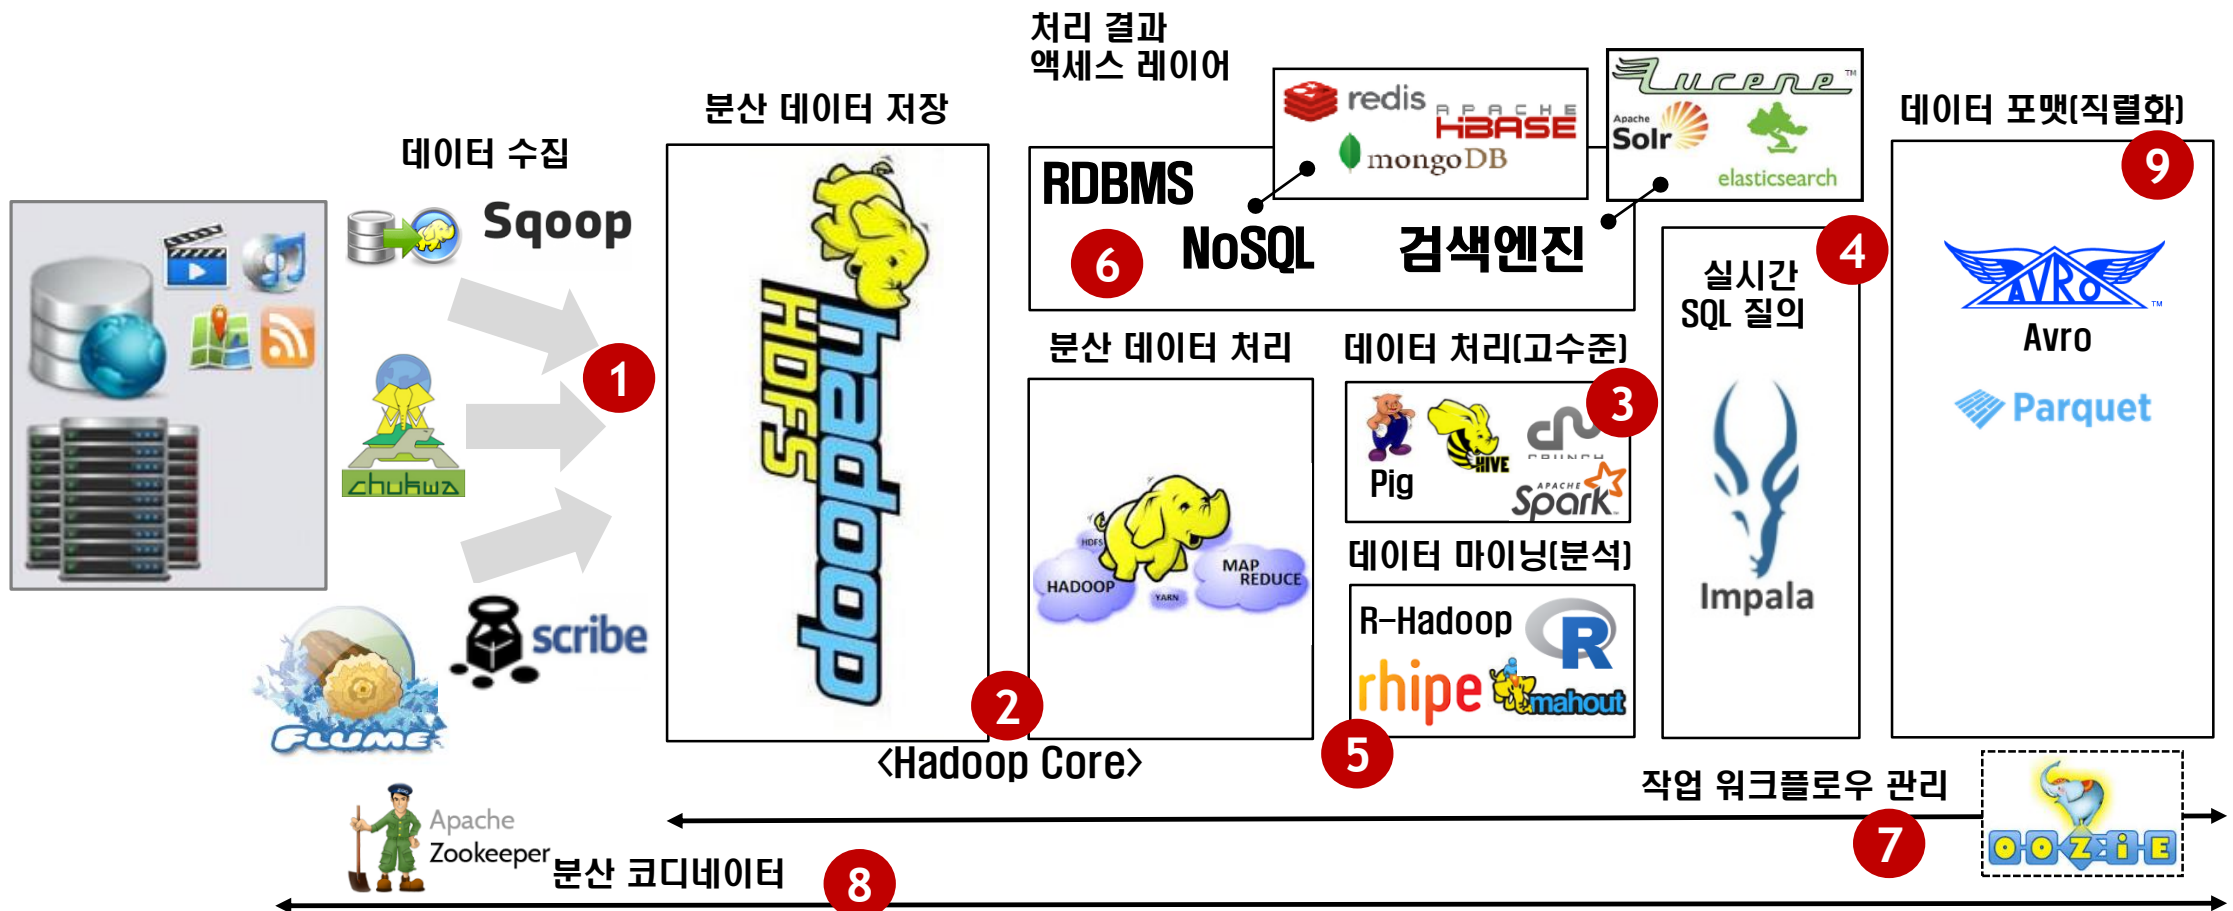 처리 결과
액세스 레이어
분산 데이터 저장
데이터 수집
데이터 포맷(직렬화)
redis
APACHE
HBASE
mongoDB
Lucene™
Apache
Solr
elasticsearch
9
Sqoop
RDBMS
NoSQL
검색엔진
6
4
실시간
SQL 질의
AVRO™
Avro
Parquet
1
hadoop
HDFS
분산 데이터 처리
데이터 처리(고수준)
3
Pig
HIVE
CRUNCH
APACHE
Spark
chukwa
HDFS
HADOOP
MAP
REDUCE
YARN
데이터 마이닝(분석)
R-Hadoop
R
rhipe
mahout
Impala
scribe
FLUME
2
5
<Hadoop Core>
작업 워크플로우 관리
7
OOZIE
Apache
Zookeeper
분산 코디네이터
8